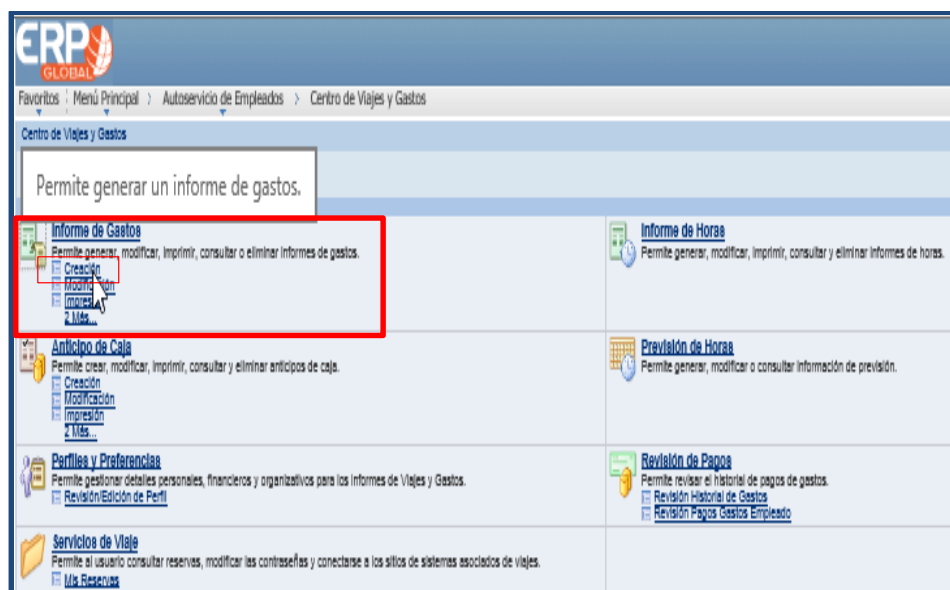 ERP
GLOBAL
Favoritos Menú Principal > Autoservicio de Empleados > Centro de Viajes y Gastos
Centro de Viajes y Gastos
Permite generar un informe de gastos.
Informe de Gastos
Permite generar, modificar, imprimir, consultar o eliminar informes de gastos.
Creación
2 Más...
Informe de Horas
Permite generar, modificar, imprimir, consultar y eliminar informes de horas.
Anticipo de Caja
Permite crear, modificar, imprimir, consultar y eliminar anticipos de caja.
Creación
Modificación
Impresión
2 Más...
Previsión de Horas
Permite generar, modificar o consultar información de previsión.
Perfiles y Preferencias
Permite gestionar detalles personales, financieros y organizativos para los Informes de Viajes y Gastos.
Revisión/Edición de Perfil
Revisión de Pagos
Permite revisar el historial de pagos de gastos.
Revisión Historial de Gastos
Revisión Pagos Gastos Empleado
Servicios de Viaje
Permite al usuario consultar reservas, modificar las contraseñas y conectarse a los sitios de sistemas asociados de viajes.
Mis Reservas